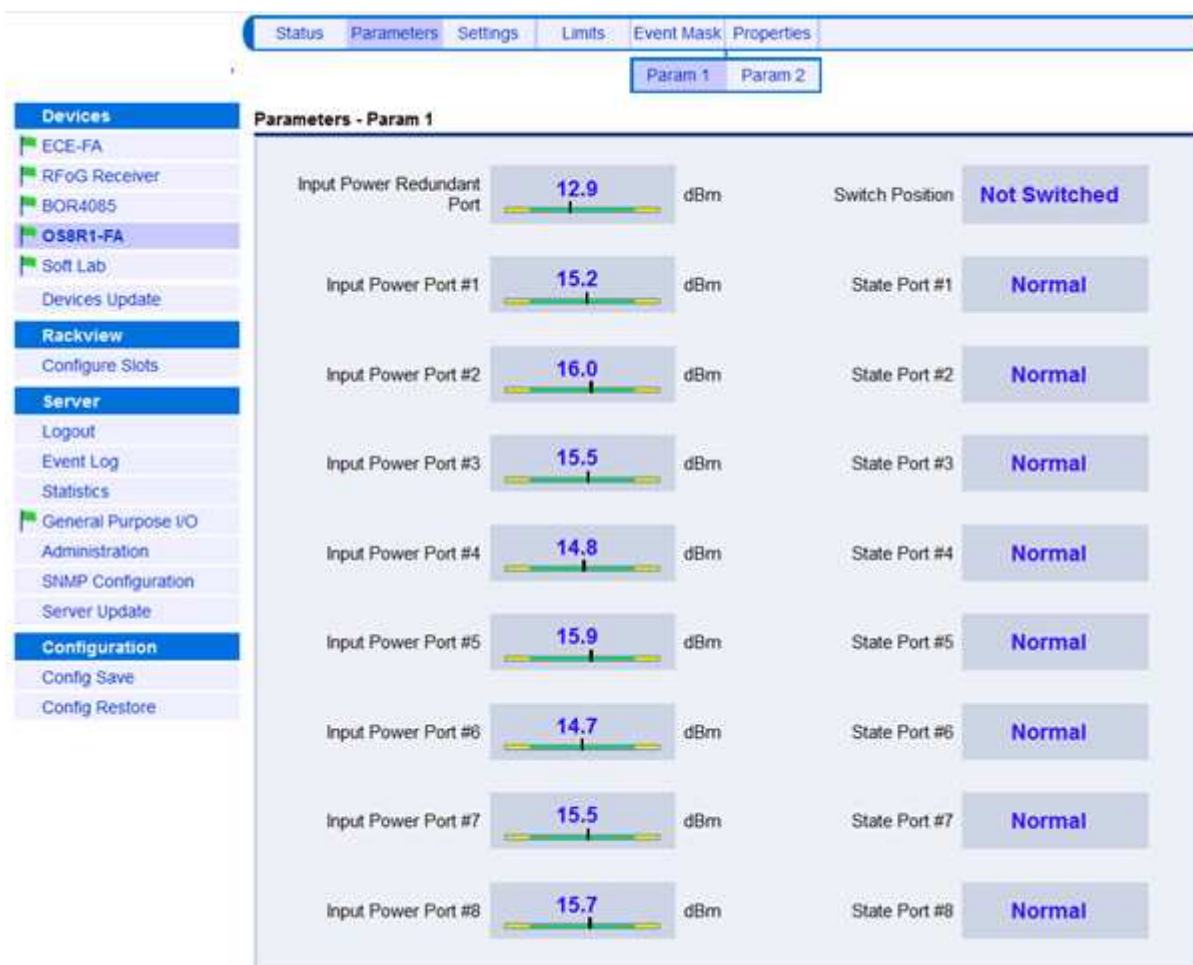 Status Parameters Settings Limits Event Mask Properties
Param 1 Param 2
Devices
ECE-FA
RFoG Receiver
BOR4085
OS8R1-FA
Soft Lab
Devices Update
Rackview
Configure Slots
Server
Logout
Event Log
Statistics
General Purpose I/O
Administration
SNMP Configuration
Server Update
Configuration
Config Save
Config Restore
Parameters - Param 1
Input Power Redundant
Port 12.9 dBm Switch Position Not Switched
Input Power Port #1 15.2 dBm State Port #1 Normal
Input Power Port #2 16.0 dBm State Port #2 Normal
Input Power Port #3 15.5 dBm State Port #3 Normal
Input Power Port #4 14.8 dBm State Port #4 Normal
Input Power Port #5 15.9 dBm State Port #5 Normal
Input Power Port #6 14.7 dBm State Port #6 Normal
Input Power Port #7 15.5 dBm State Port #7 Normal
Input Power Port #8 15.7 dBm State Port #8 Normal